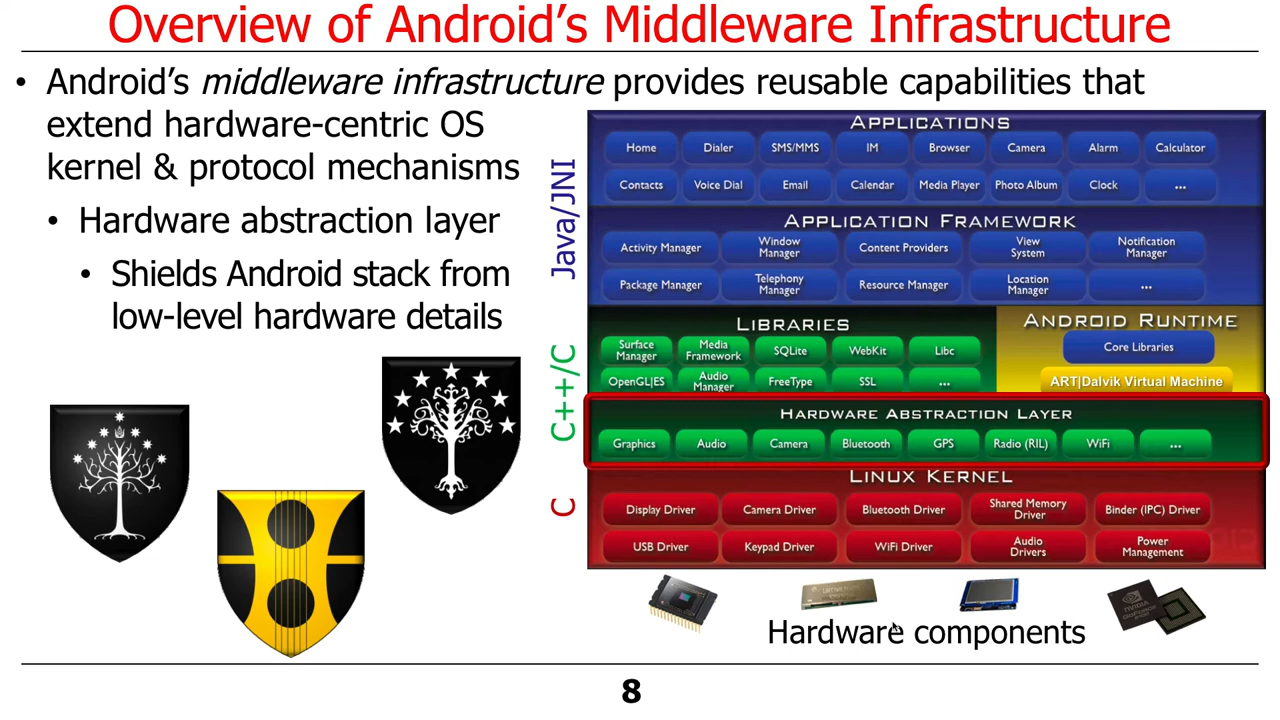 Overview of Android's Middleware Infrastructure
• Android's middleware infrastructure provides reusable capabilities that
extend hardware-centric OS
kernel & protocol mechanisms
• Hardware abstraction layer
• Shields Android stack from
low-level hardware details
Java/JNI
C++/C
C
APPLICATIONS
Home Dialer SMS/MMS IM Browser Camera Alarm Calculator
Contacts Voice Dial Email Calendar Media Player Photo Album Clock ...
APPLICATION FRAMEWORK
Activity Manager Window Manager Content Providers View System Notification Manager
Package Manager Telephony Manager Resource Manager Location Manager ...
LIBRARIES
Surface Manager Media Framework SQLite WebKit Libc
OpenGL|ES Audio Manager FreeType SSL ...
ANDROID RUNTIME
Core Libraries
ART|Dalvik Virtual Machine
HARDWARE ABSTRACTION LAYER
Graphics Audio Camera Bluetooth GPS Radio (RIL) WiFi ...
LINUX KERNEL
Display Driver Camera Driver Bluetooth Driver Shared Memory Driver Binder (IPC) Driver
USB Driver Keypad Driver WiFi Driver Audio Drivers Power Management
NVIDIA
Hardware components
8